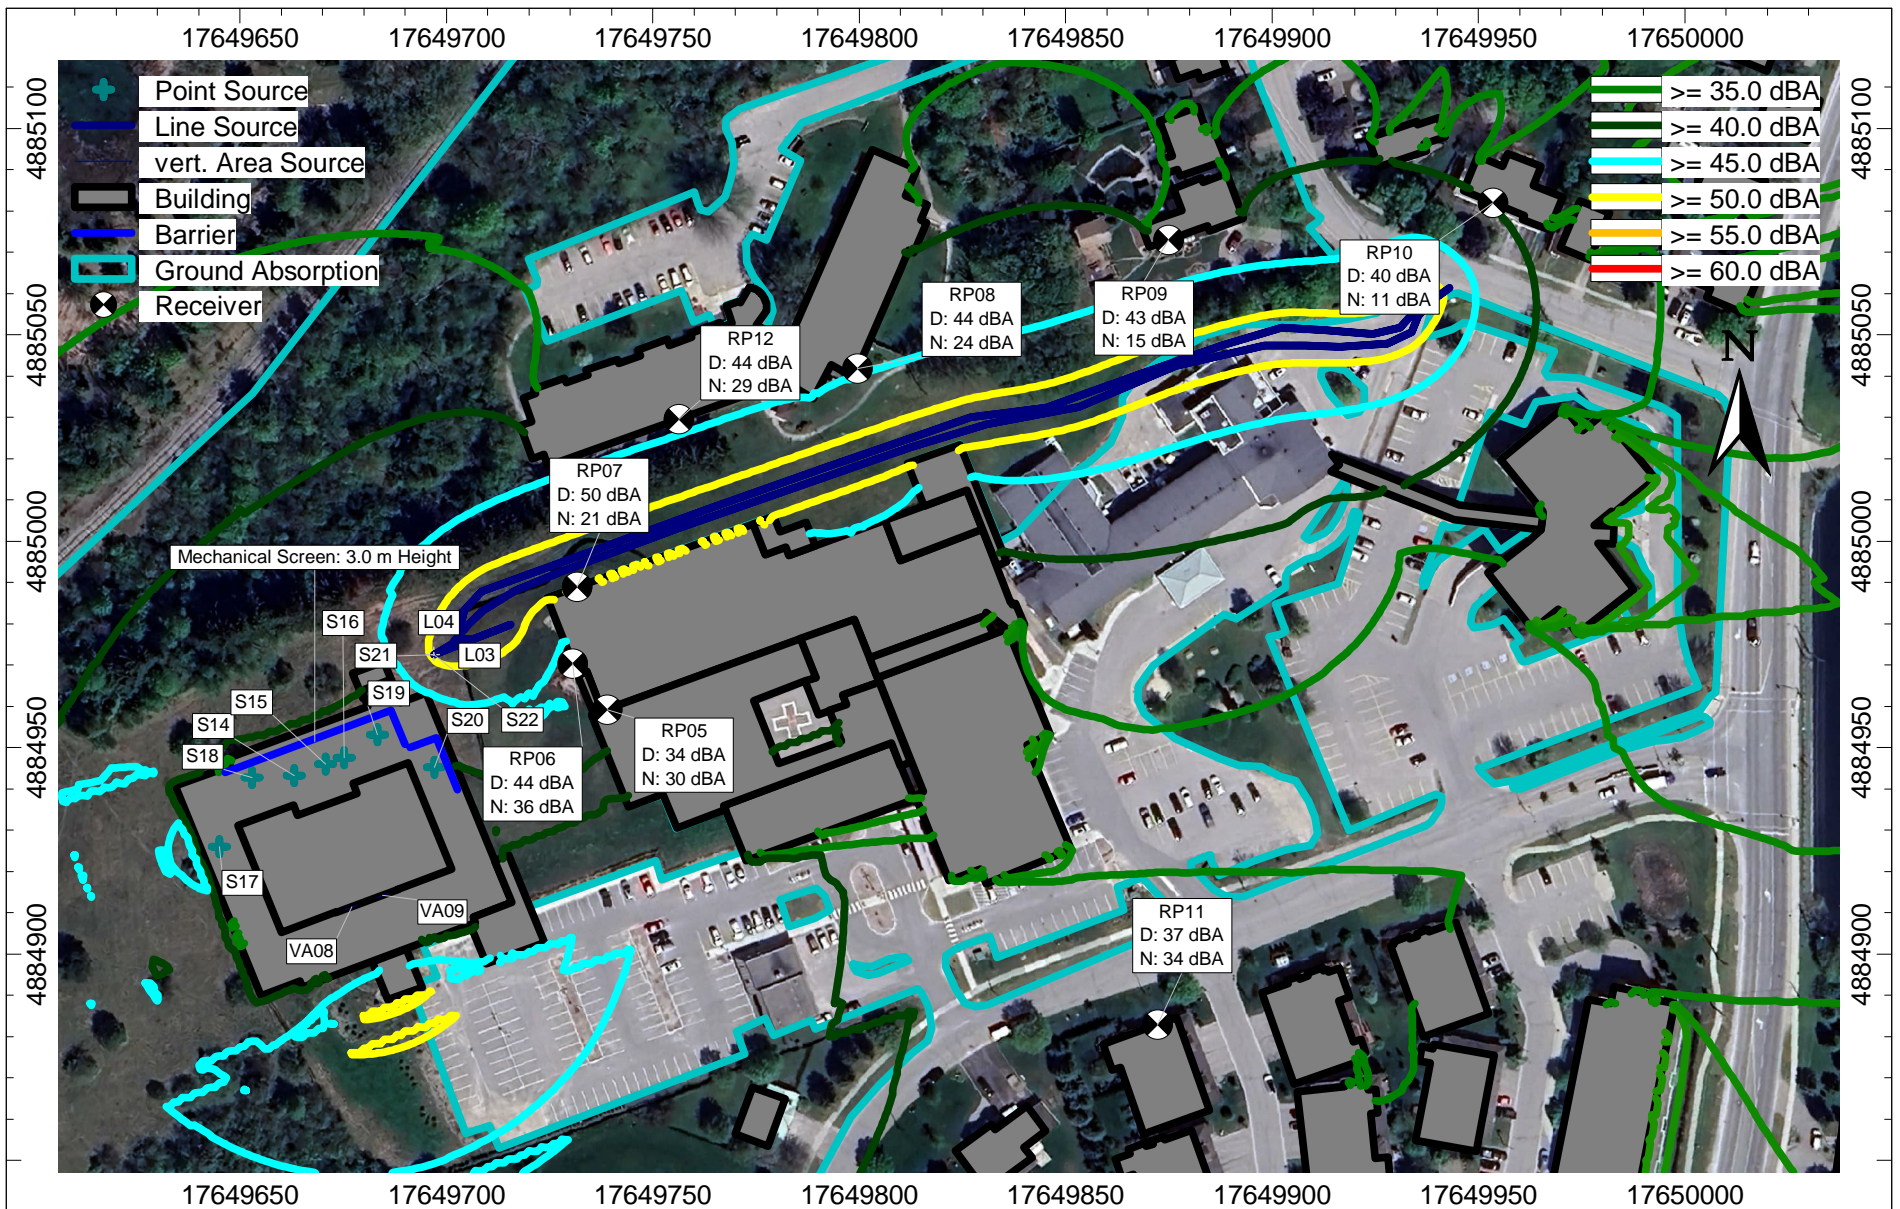 17649650 17649700 17649750 17649800 17649850 17649900 17649950 17650000
4885100
4885050
4885000
4884950
4884900
Point Source
Line Source
vert. Area Source
Building
Barrier
Ground Absorption
Receiver
>= 35.0 dBA
>= 40.0 dBA
>= 45.0 dBA
>= 50.0 dBA
>= 55.0 dBA
>= 60.0 dBA
N
RP10
D: 40 dBA
N: 11 dBA
RP08
D: 44 dBA
N: 24 dBA
RP09
D: 43 dBA
N: 15 dBA
RP12
D: 44 dBA
N: 29 dBA
RP07
D: 50 dBA
N: 21 dBA
Mechanical Screen: 3.0 m Height
S16
L04
S21
L03
S15
S19
S14
S20
S22
S18
RP05
D: 34 dBA
N: 30 dBA
RP06
D: 44 dBA
N: 36 dBA
S17
VA09
VA08
RP11
D: 37 dBA
N: 34 dBA
4885100
4885050
4885000
4884950
4884900
17649650 17649700 17649750 17649800 17649850 17649900 17649950 17650000